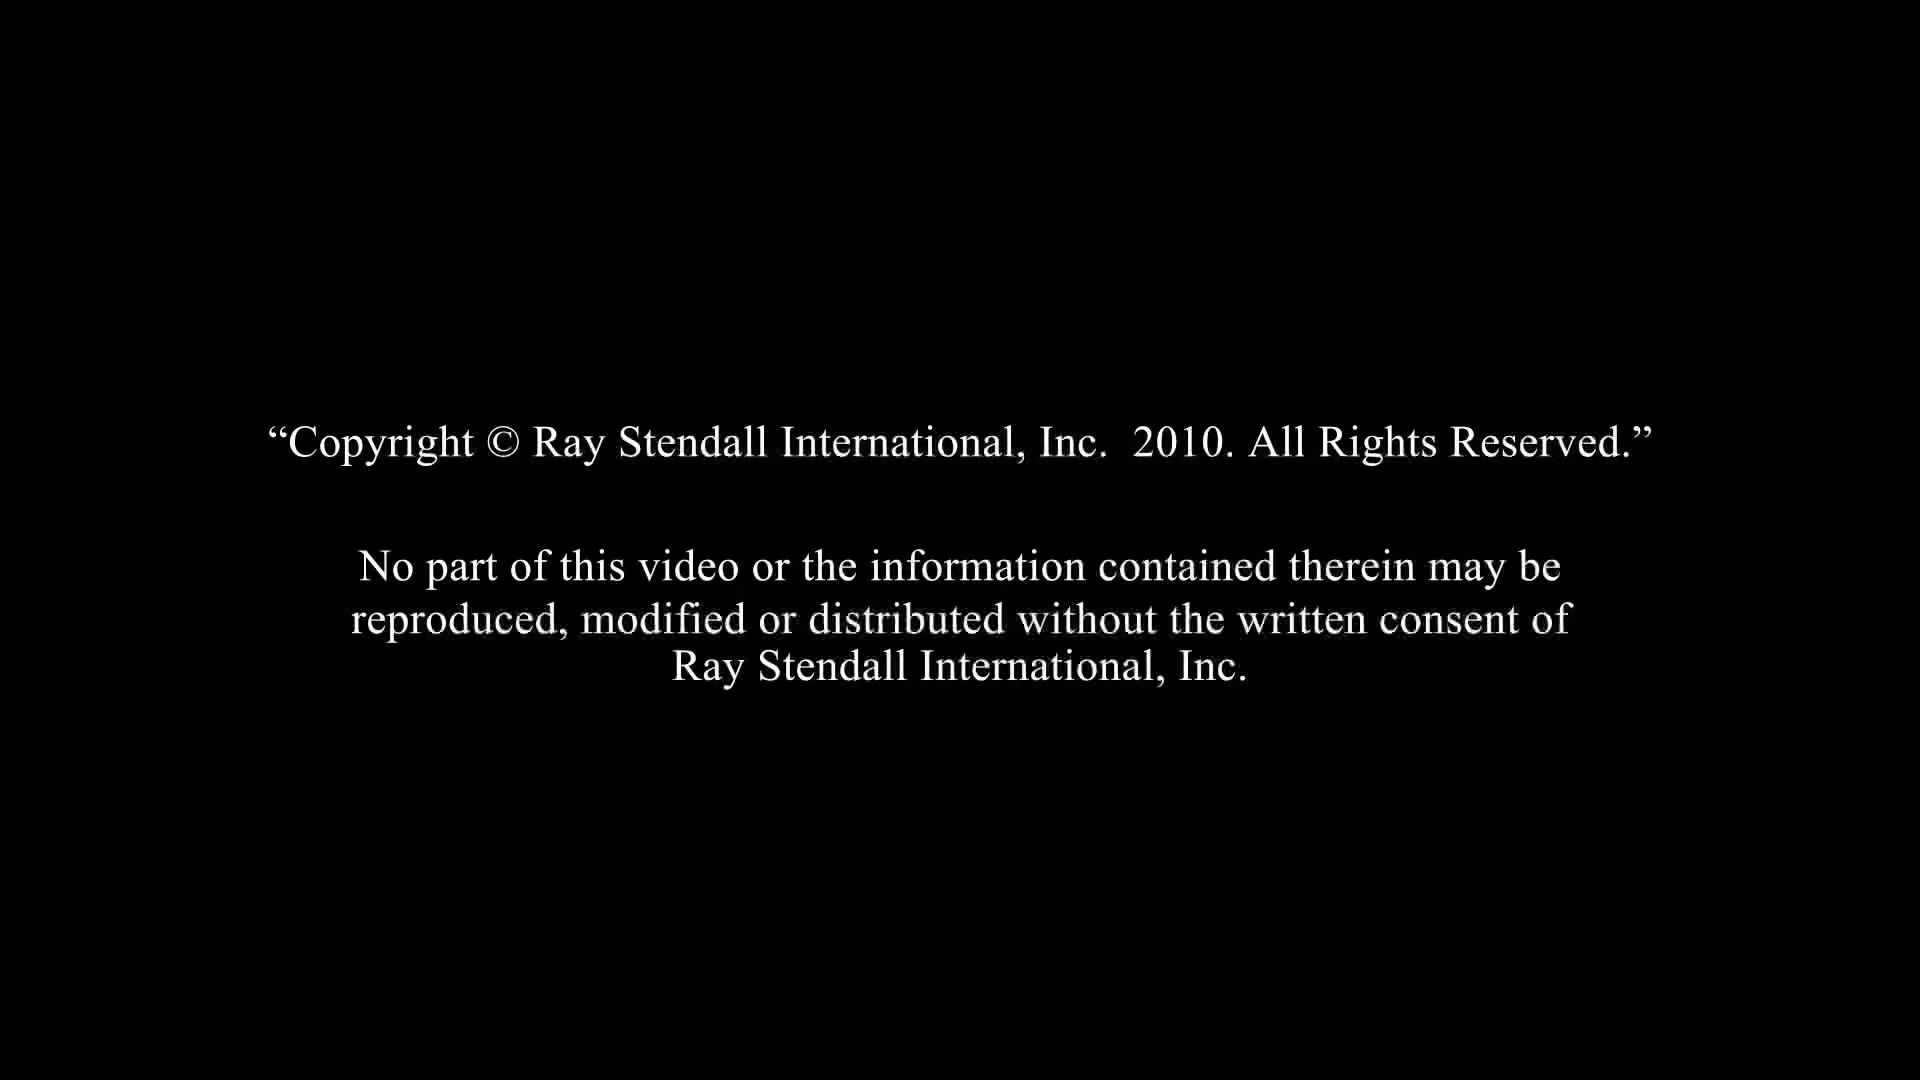 “Copyright © Ray Stendall International, Inc.  2010. All Rights Reserved.”
No part of this video or the information contained therein may be
reproduced, modified or distributed without the written consent of
Ray Stendall International, Inc.